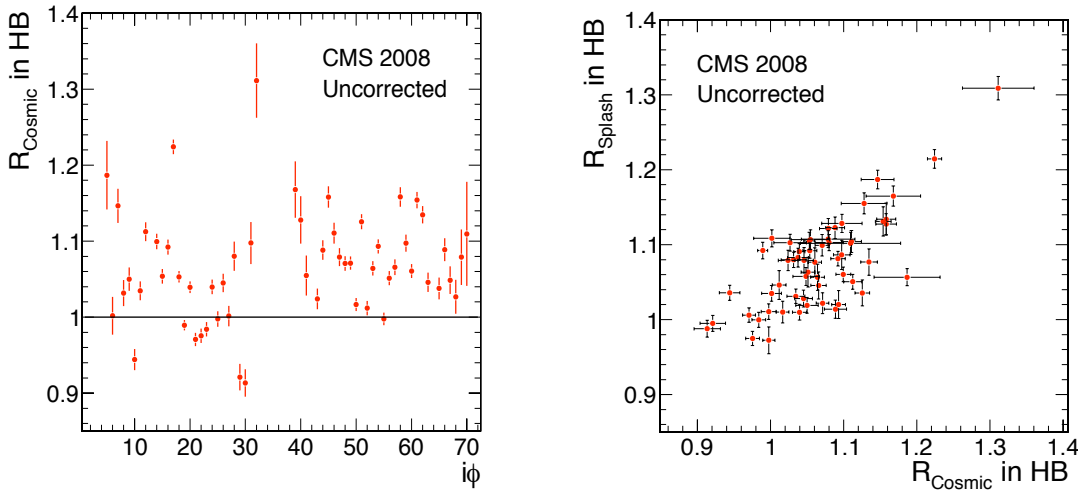 R_Cosmic in HB
1.4
1.3
1.2
1.1
1
0.9
CMS 2008
Uncorrected
10 20 30 40 50 60 70
iϕ
R_Splash in HB
1.4
1.3
1.2
1.1
1
0.9
CMS 2008
Uncorrected
0.9 1 1.1 1.2 1.3 1.4
R_Cosmic in HB